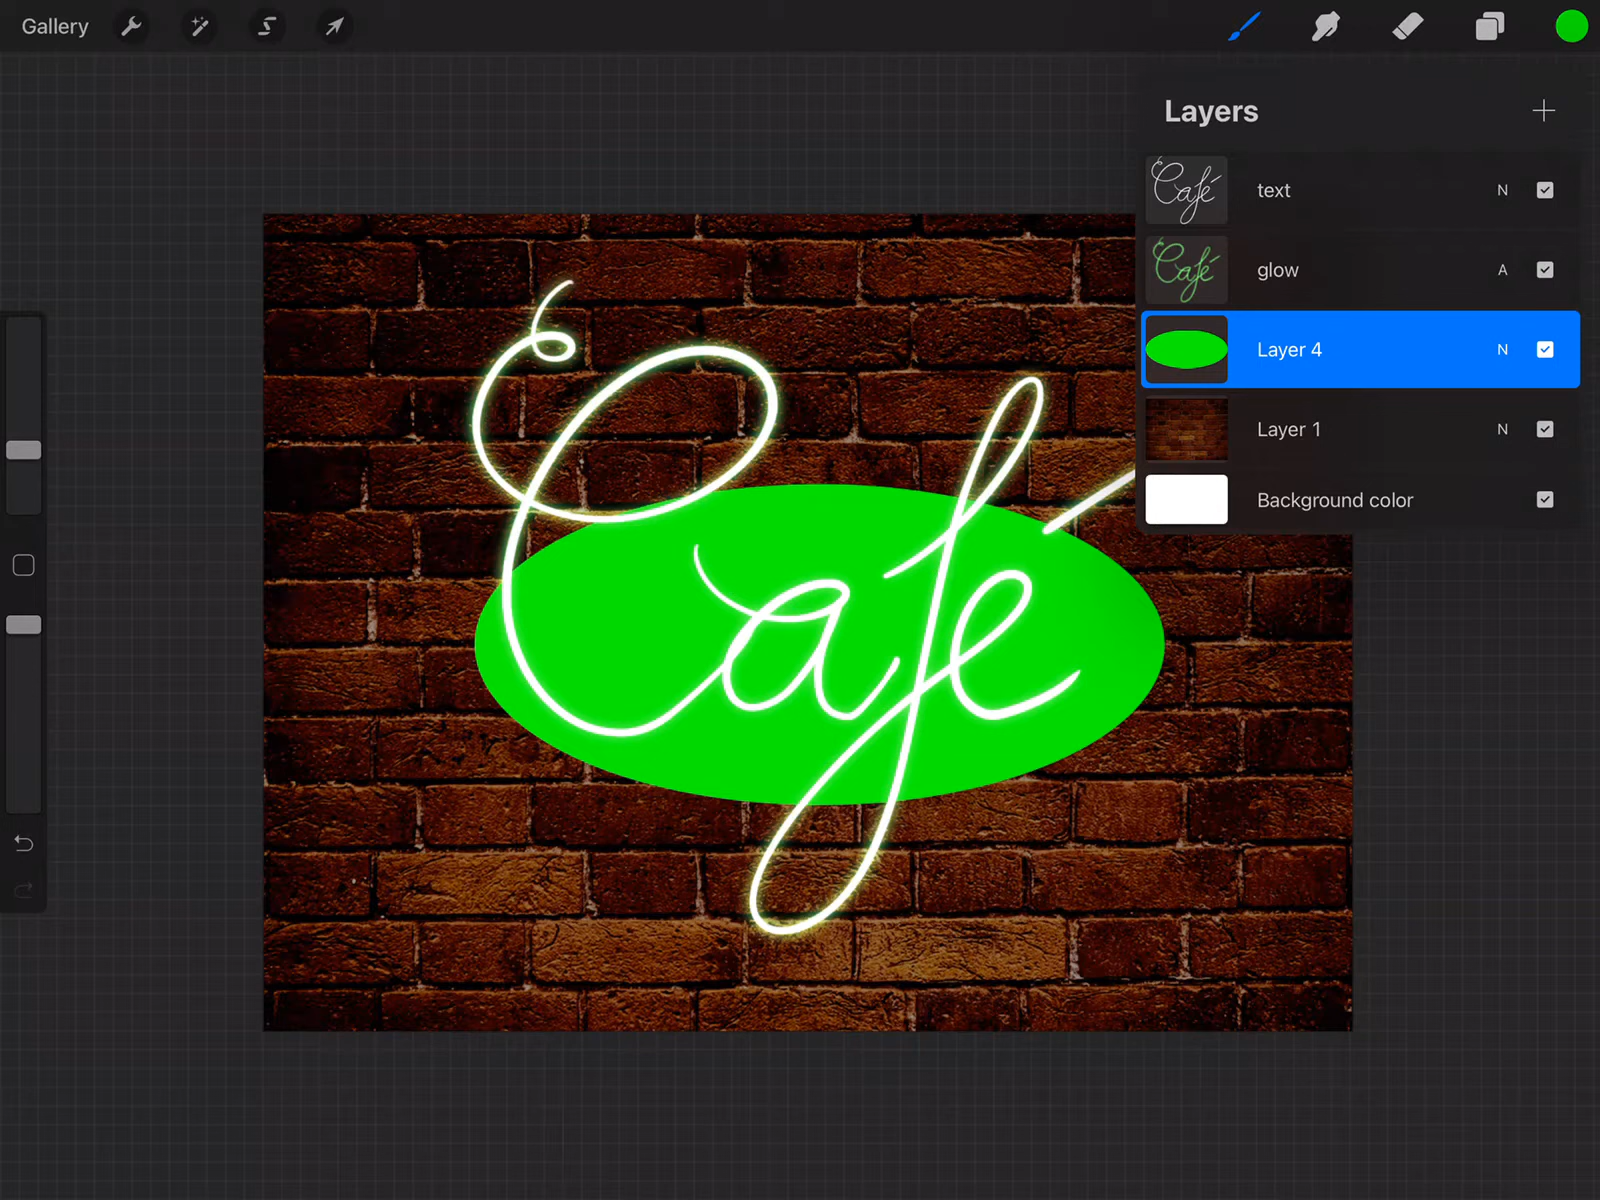 Gallery
Layers
text N
glow A
Layer 4 N
Layer 1 N
Background color
Café